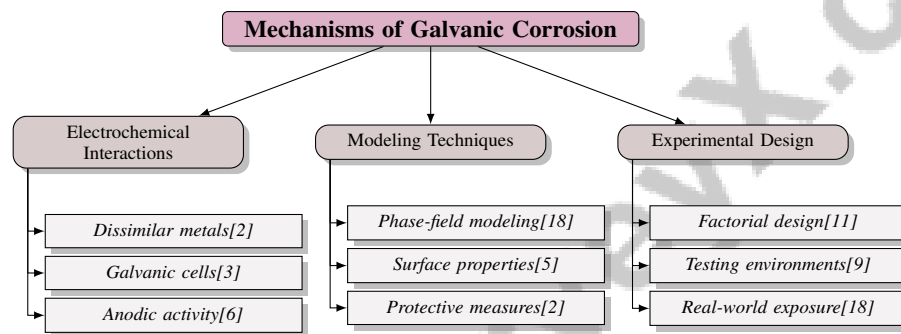 Mechanisms of Galvanic Corrosion
Electrochemical
Interactions
Dissimilar metals[2]
Galvanic cells[3]
Anodic activity[6]
Modeling Techniques
Phase-field modeling[18]
Surface properties[5]
Protective measures[2]
Experimental Design
Factorial design[11]
Testing environments[9]
Real-world exposure[18]